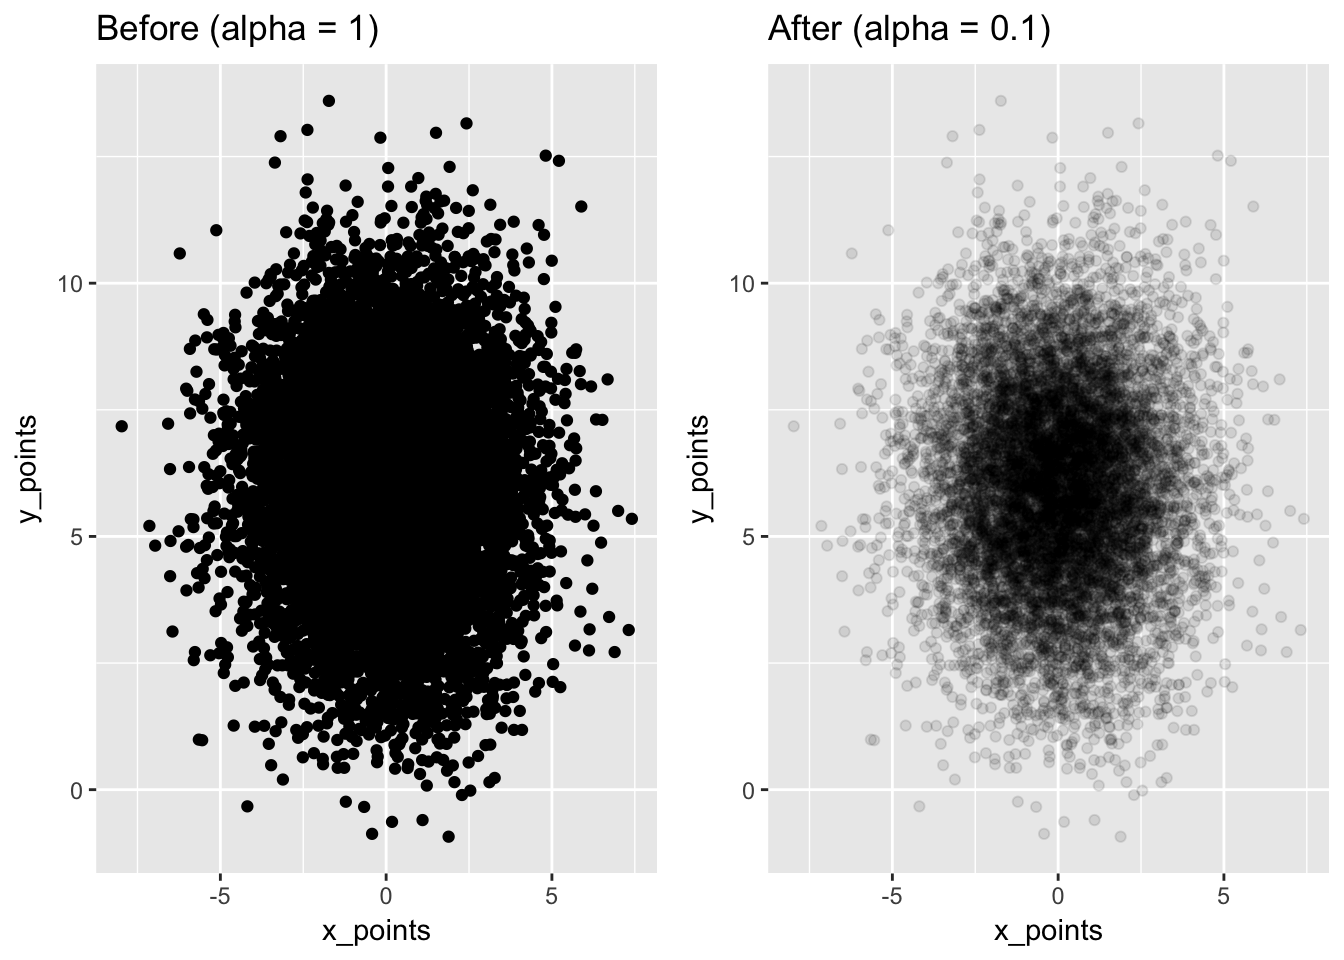 Before (alpha = 1)
y_points
10
5
0
-5 0 5
x_points
After (alpha = 0.1)
y_points
10
5
0
-5 0 5
x_points